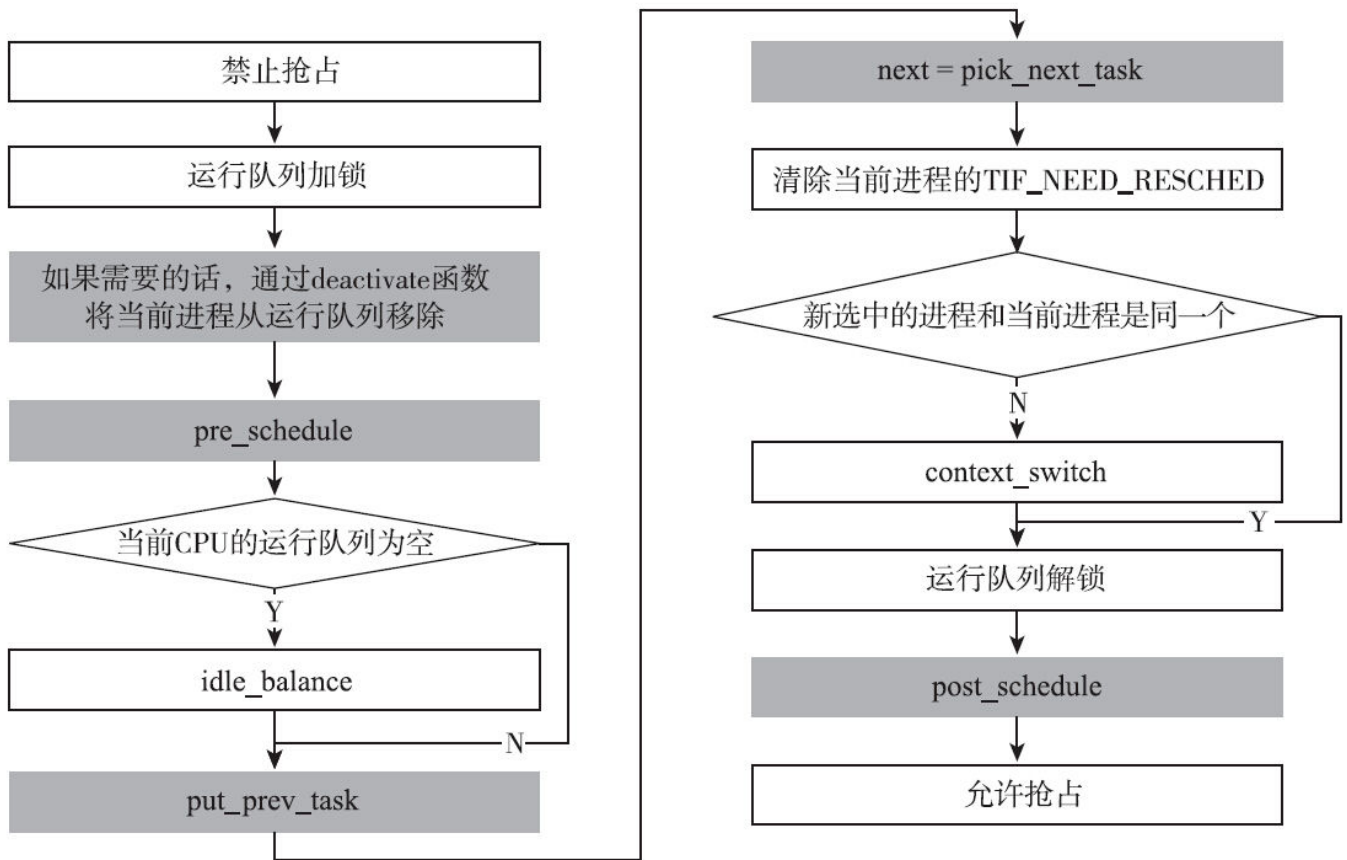 禁止抢占
运行队列加锁
如果需要的话，通过deactivate函数
将当前进程从运行队列移除
pre_schedule
当前CPU的运行队列为空
Y
idle_balance
N
put_prev_task
next = pick_next_task
清除当前进程的TIF_NEED_RESCHED
新选中的进程和当前进程是同一个
N
context_switch
Y
运行队列解锁
post_schedule
允许抢占